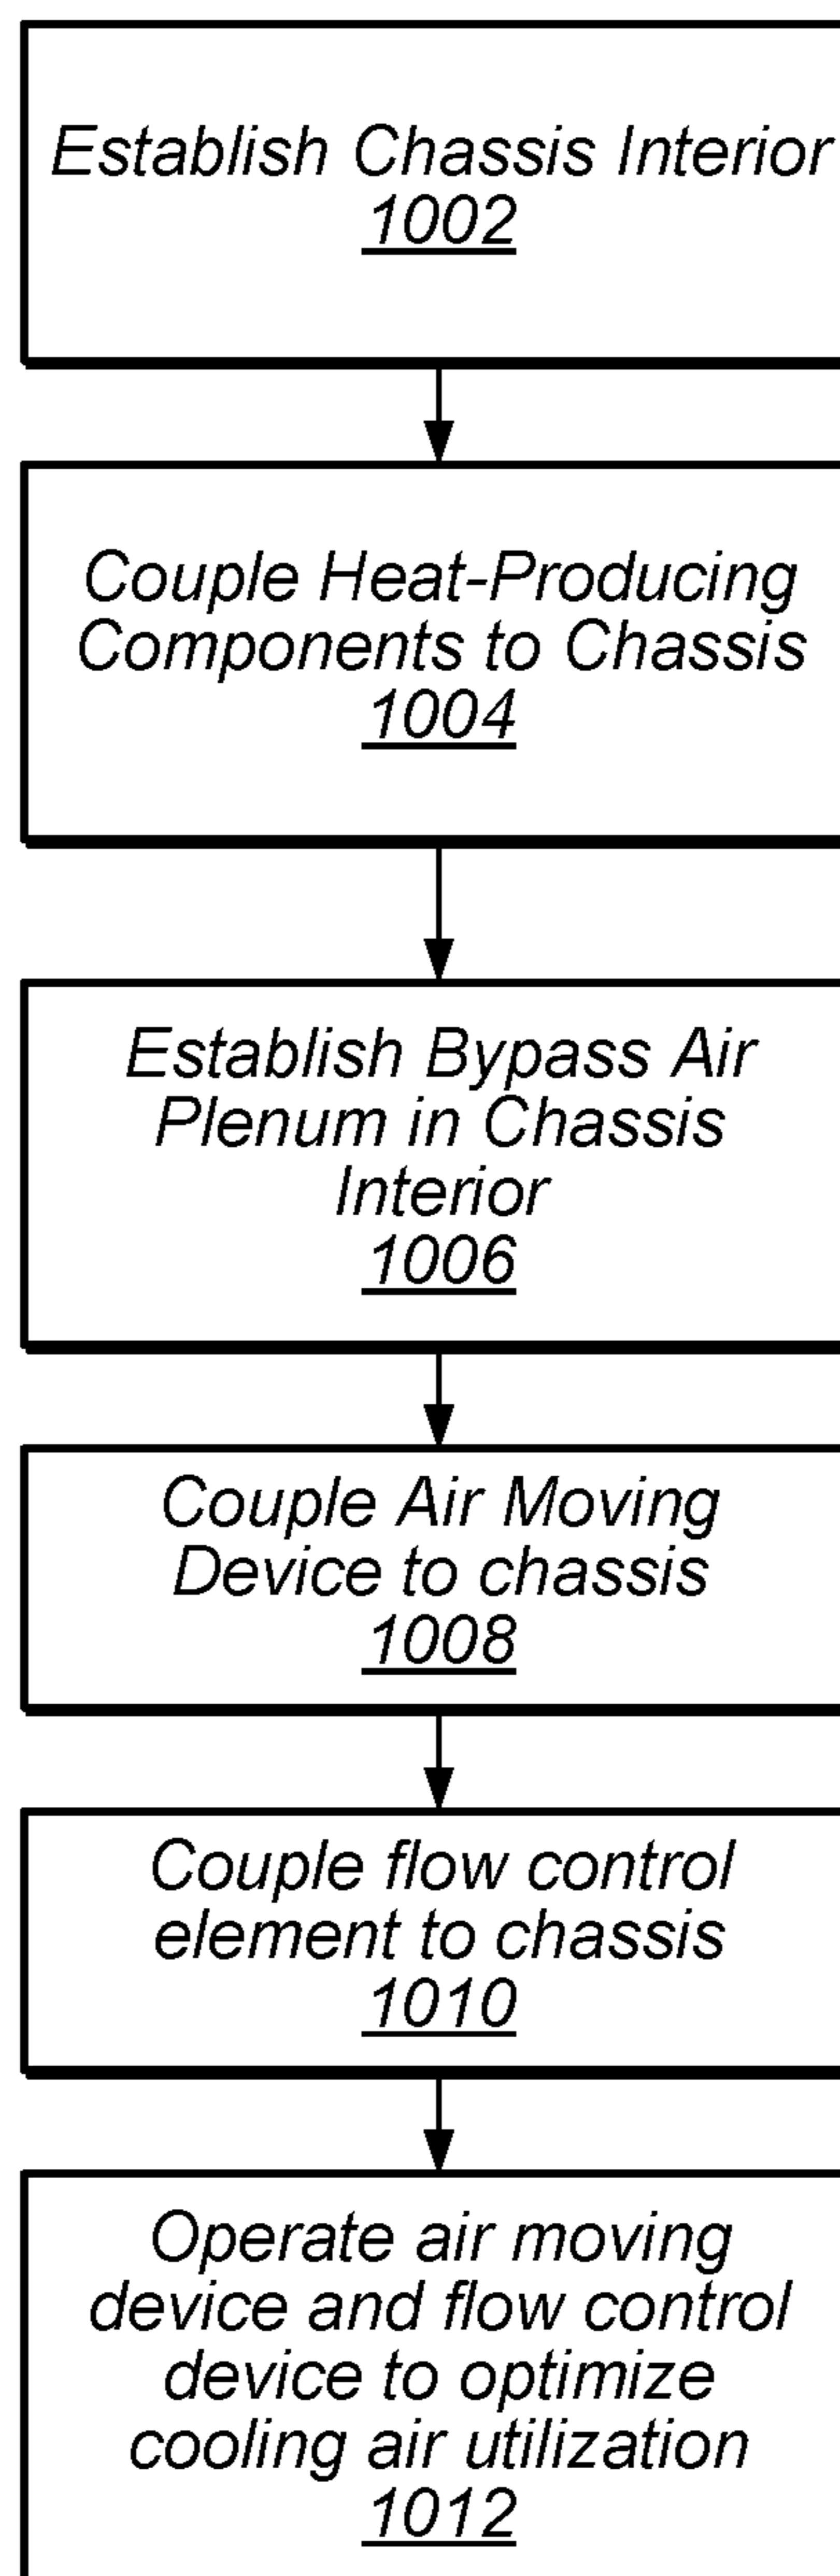 Establish Chassis Interior
1002
Couple Heat-Producing
Components to Chassis
1004
Establish Bypass Air
Plenum in Chassis
Interior
1006
Couple Air Moving
Device to chassis
1008
Couple flow control
element to chassis
1010
Operate air moving
device and flow control
device to optimize
cooling air utilization
1012